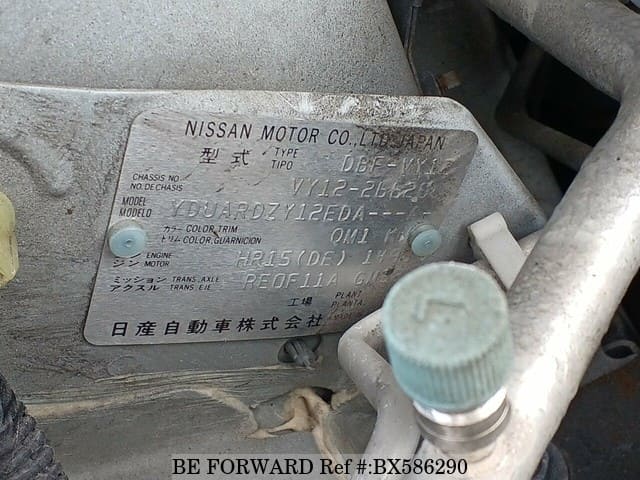 NISSAN MOTOR CO.,LTD. JAPAN
型式 TYPE TIPO DBF-VY12
CHASSIS NO.
NO.DE CHASIS VY12-
MODEL
MODELO YDUARDZY12EDA---
カラー COLOR,TRIM
トリム COLOR,GUARNICION QM1
ENGINE
ジン MOTOR HR15(DE)
ミッション TRANS. AXLE
アクスル TRANS. EJE RE0F11A
工場 PLANT
PLANTA
日産自動車株式会社
L
BE FORWARD Ref #:BX586290